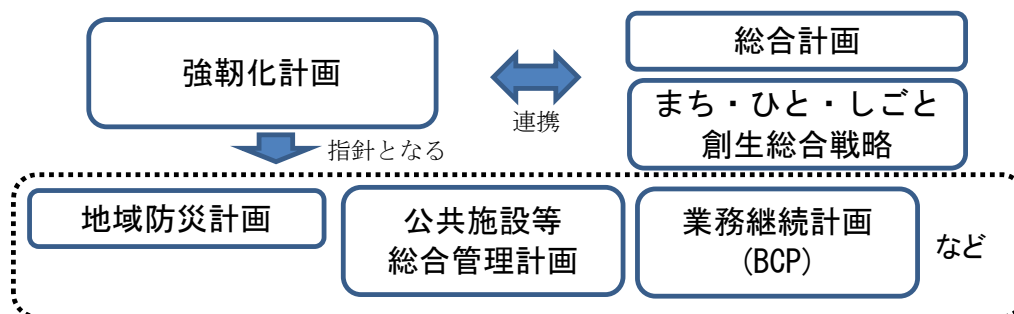 強靭化計画
総合計画
連携
まち・ひと・しごと
創生総合戦略
指針となる
地域防災計画
公共施設等
総合管理計画
業務継続計画
(BCP)
など